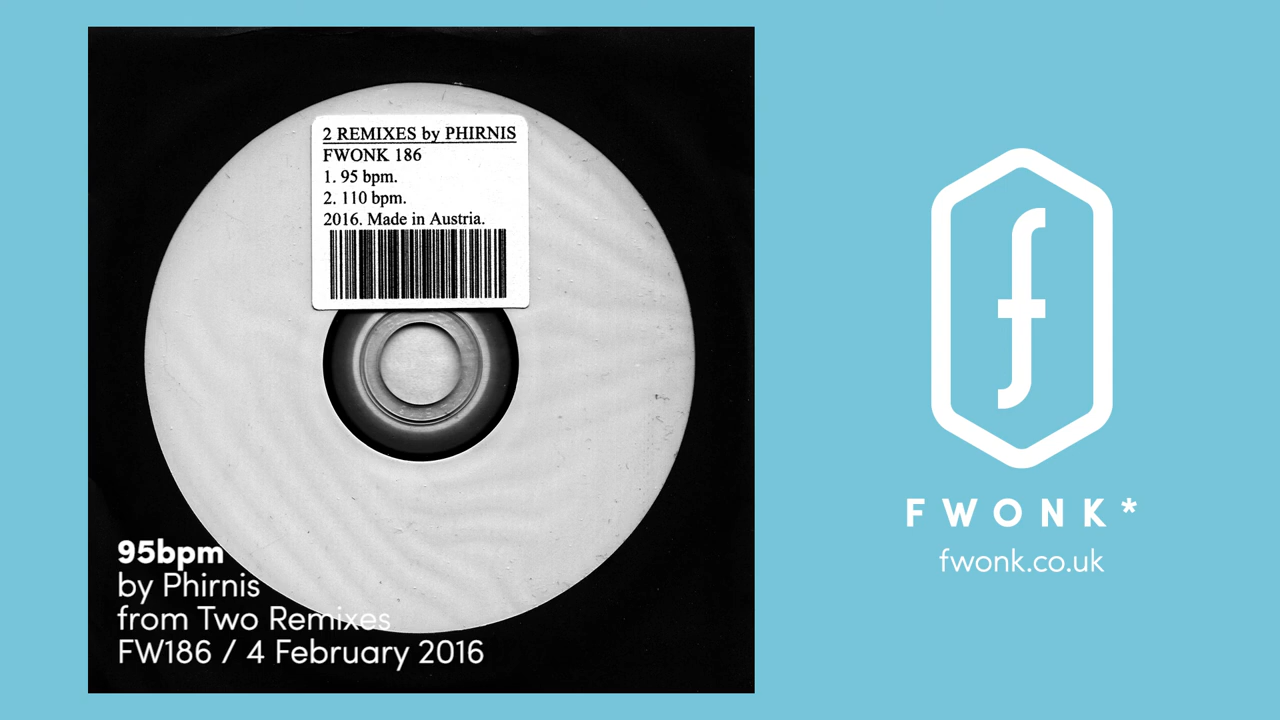 2 REMIXES by PHIRNIS
FWONK 186
1. 95 bpm.
2. 110 bpm.
2016. Made in Austria.
95bpm
by Phirnis
from Two Remixes
FW186 / 4 February 2016
f
FWONK*
fwonk.co.uk